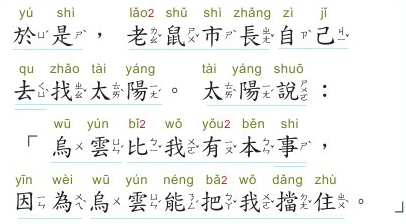 yú shì lǎo2 shǔ shì zhǎng zì jǐ
於是，老鼠市長自己
qu zhǎo tài yáng tài yáng shuō
去找太陽。太陽說：
wū yún bǐ2 wǒ yǒu2 běn shi
「烏雲比我有本事，
yīn wèi wū yún néng bǎ2 wǒ dǎng zhù
因為烏雲能把我擋住。」